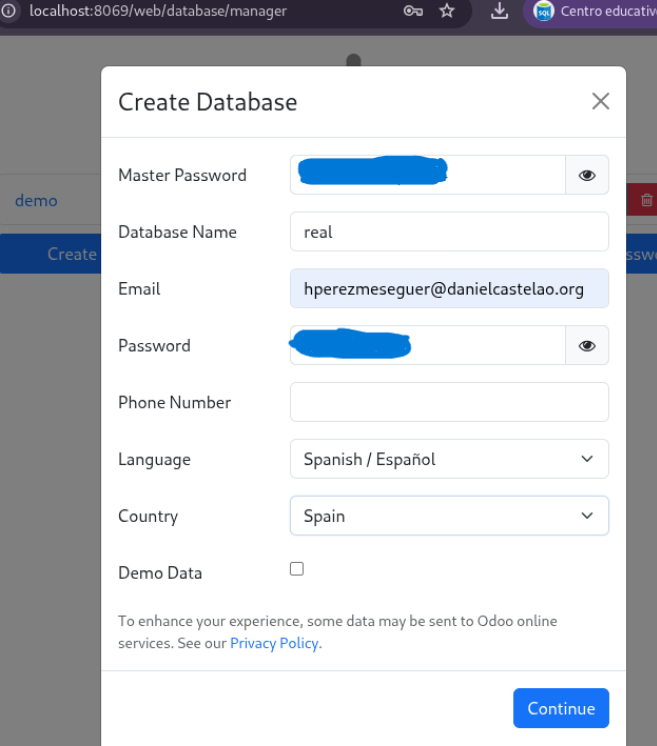 localhost:8069/web/database/manager
Centro educativo
Create Database
Master Password
demo
Database Name real
Create
Email hperezmeseguer@danielcastelao.org
Password
Phone Number
Language Spanish / Español
Country Spain
Demo Data
To enhance your experience, some data may be sent to Odoo online
services. See our Privacy Policy.
Continue